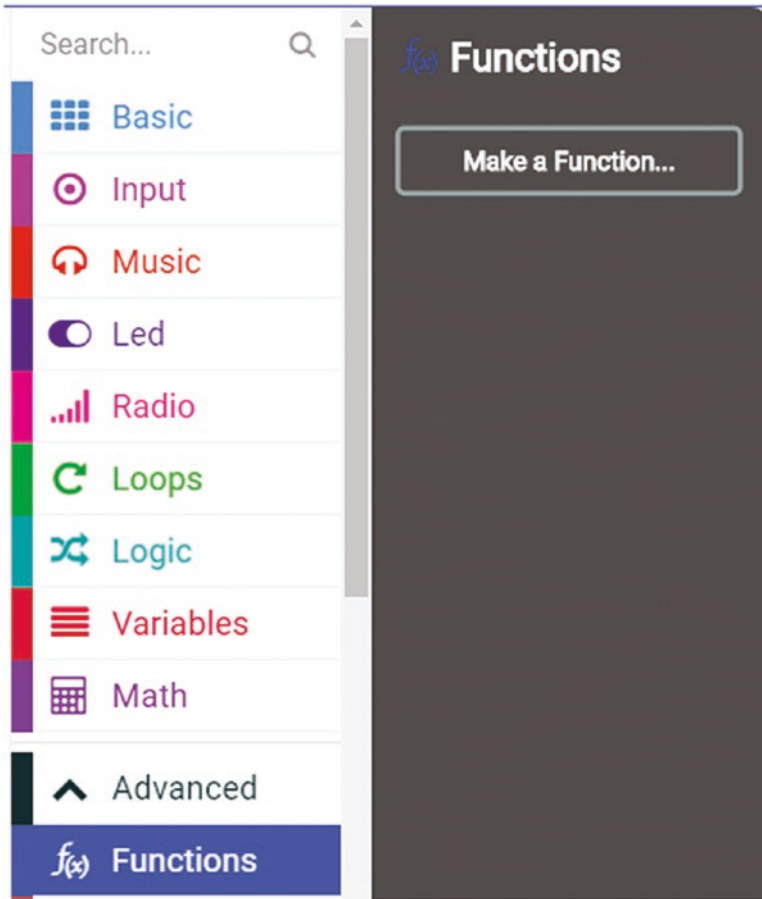 Search...
Basic
Input
Music
Led
Radio
Loops
Logic
Variables
Math
Advanced
f(x) Functions
f(x) Functions
Make a Function...